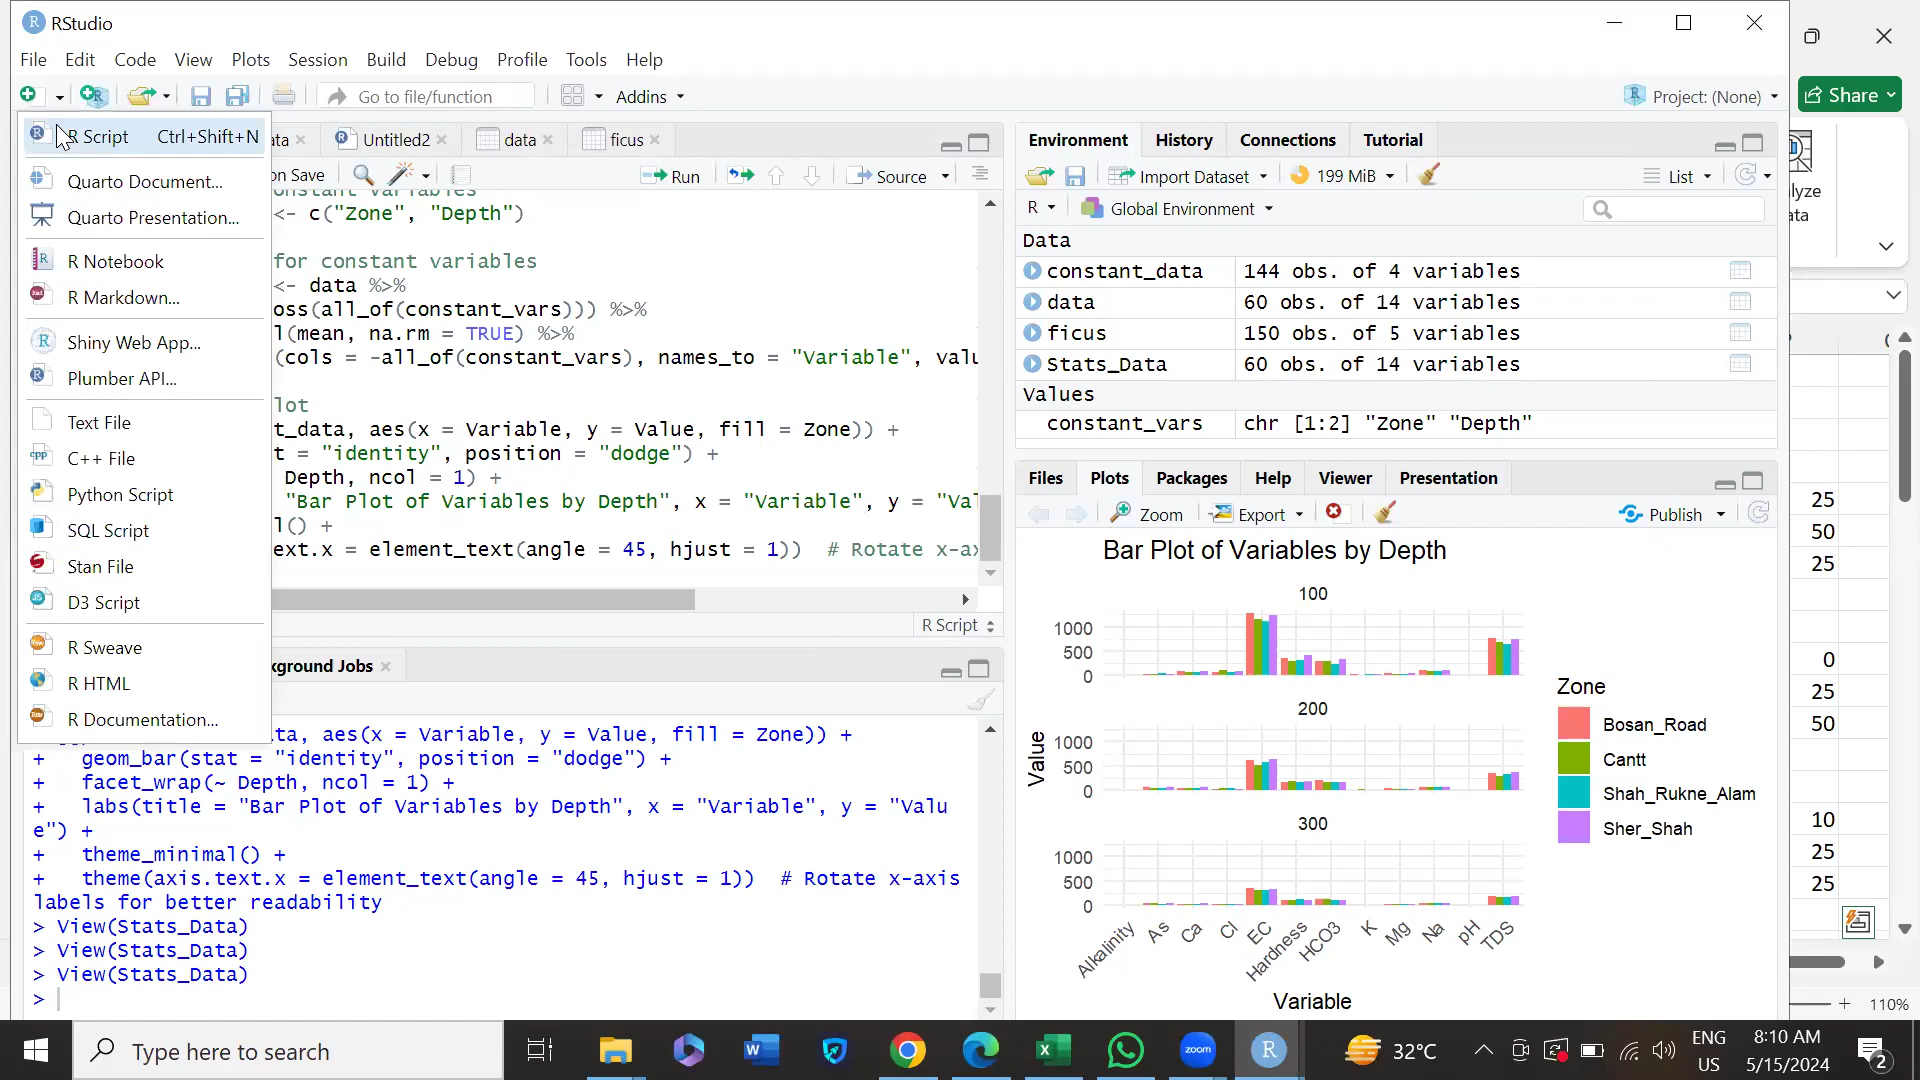 RStudio
File Edit Code View Plots Session Build Debug Profile Tools Help
Go to file/function Addins Project: (None) Share
R Script Ctrl+Shift+N
Quarto Document...
Quarto Presentation...
R Notebook
R Markdown...
Shiny Web App...
Plumber API...
Text File
C++ File
Python Script
SQL Script
Stan File
D3 Script
R Sweave
R HTML
R Documentation...
ata Untitled2 data ficus
on Save Run Source
<- c("Zone", "Depth")
for constant variables
<- data %>%
oss(all_of(constant_vars))) %>%
l(mean, na.rm = TRUE) %>%
(cols = -all_of(constant_vars), names_to = "Variable", valu
lot
t_data, aes(x = Variable, y = Value, fill = Zone)) +
t = "identity", position = "dodge") +
Depth, ncol = 1) +
"Bar Plot of Variables by Depth", x = "Variable", y = "Val
l() +
ext.x = element_text(angle = 45, hjust = 1)) # Rotate x-ax
R Script
kground Jobs
ta, aes(x = Variable, y = Value, fill = Zone)) +
+ geom_bar(stat = "identity", position = "dodge") +
+ facet_wrap(~ Depth, ncol = 1) +
+ labs(title = "Bar Plot of Variables by Depth", x = "Variable", y = "Valu
e") +
+ theme_minimal() +
+ theme(axis.text.x = element_text(angle = 45, hjust = 1)) # Rotate x-axis
labels for better readability
> View(Stats_Data)
> View(Stats_Data)
> View(Stats_Data)
>
Environment History Connections Tutorial
Import Dataset 199 MiB List
R Global Environment
Data
constant_data 144 obs. of 4 variables
data 60 obs. of 14 variables
ficus 150 obs. of 5 variables
Stats_Data 60 obs. of 14 variables
Values
constant_vars chr [1:2] "Zone" "Depth"
Files Plots Packages Help Viewer Presentation
Zoom Export Publish
Bar Plot of Variables by Depth
100
1000
500
0
200
1000
500
0
300
1000
500
0
Value
Alkalinity As Ca Cl EC Hardness HCO3 K Mg Na pH TDS
Variable
Zone
Bosan_Road
Cantt
Shah_Rukne_Alam
Sher_Shah
lyze
ata
25
50
25
0
25
50
10
25
25
110%
Type here to search
zoom
32°C
ENG
US
8:10 AM
5/15/2024
2